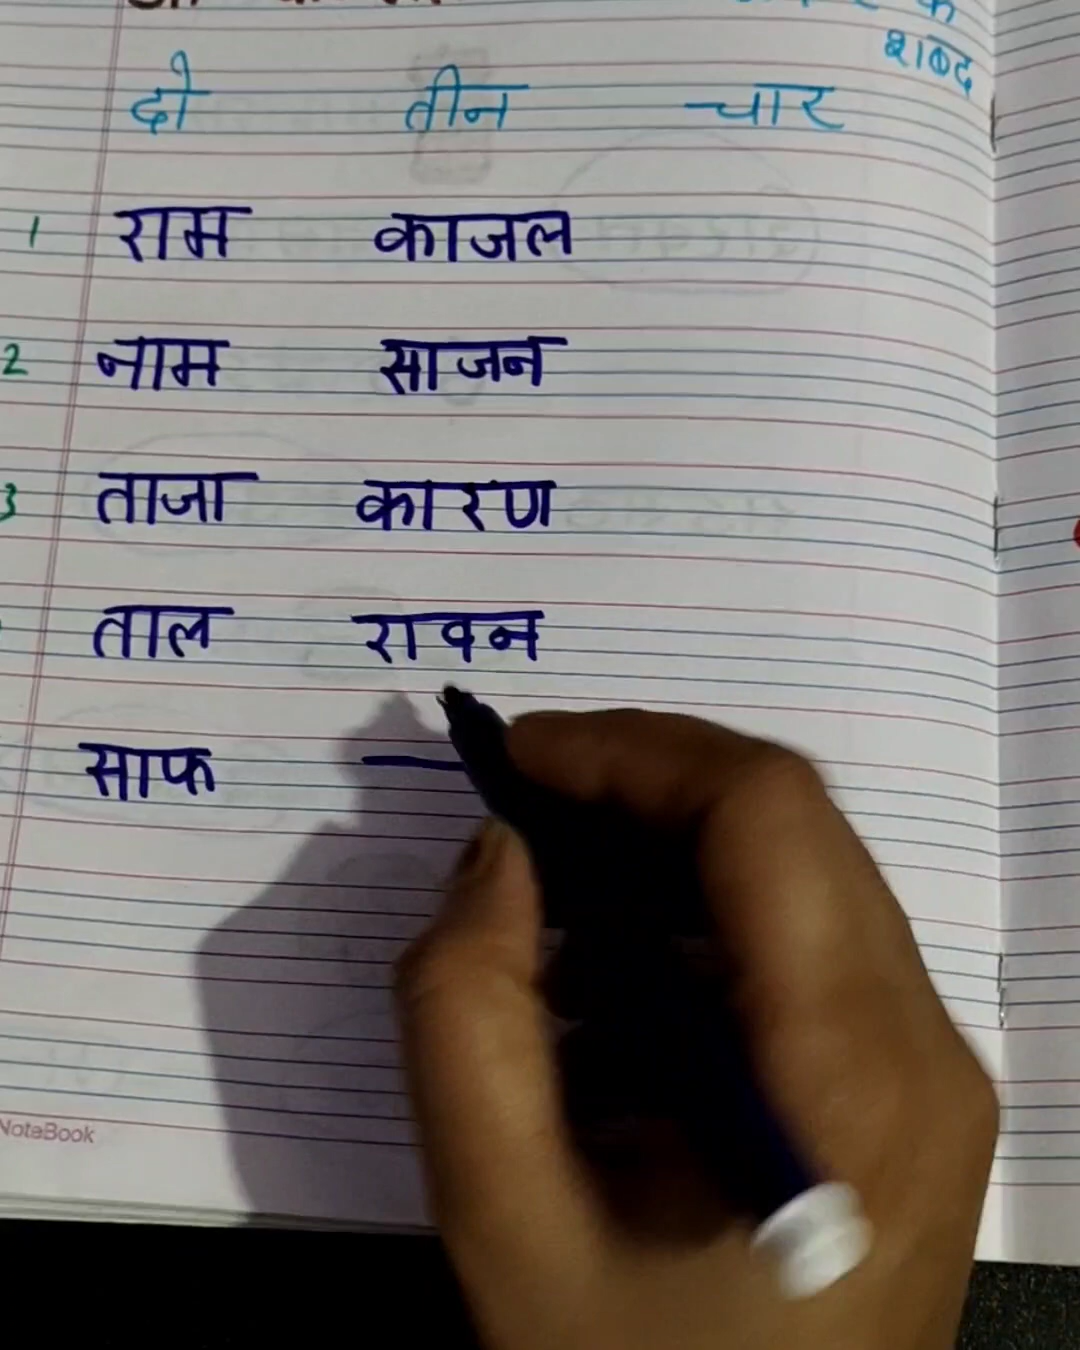 शब्द
दो तीन चार
1 राम काजल
2 नाम साजन
3 ताजा कारण
ताल रावन
साफ
NoteBook